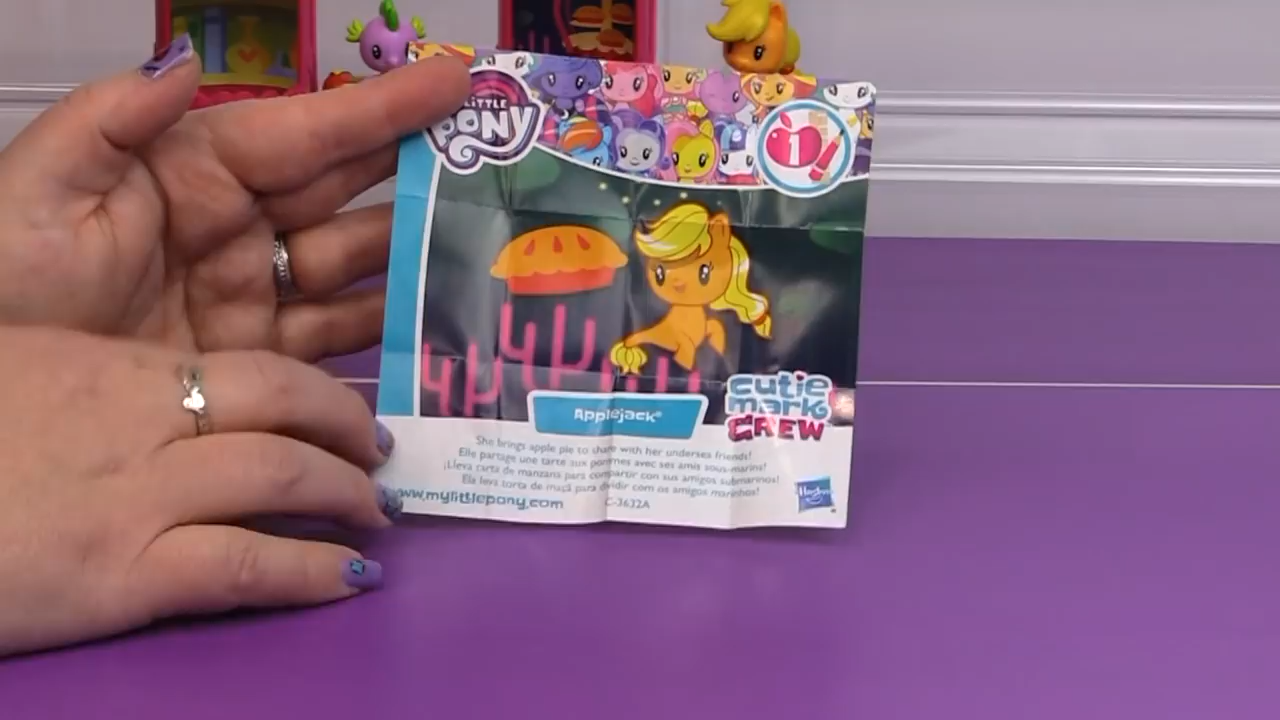 LITTLE
PONY
1
Applejack®
cutie
mark
CREW
She brings apple pie to share with her undersea friends!
Elle partage une tarte aux pommes avec ses amis sous-marins!
¡Lleva tarta de manzana para compartir con sus amigos submarinos!
Ela leva torta de maçã para dividir com os amigos marinhos!
www.mylittlepony.com
C-3632A
Hasbro